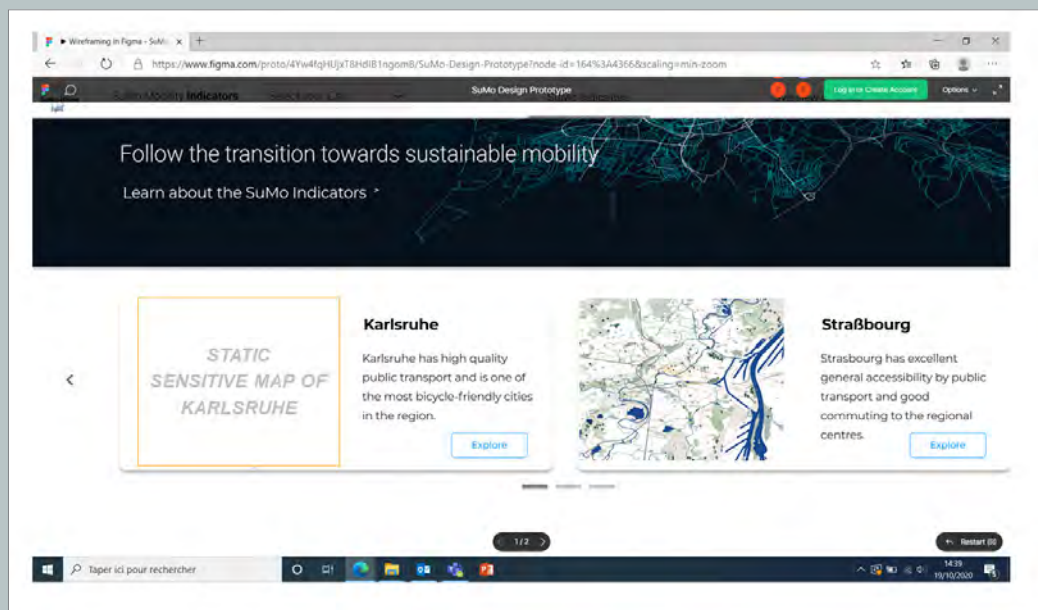 Wireframing in Figma - SuMo
https://www.figma.com/proto/4Yw4fqHUjxT8HdlB1ngomB/SuMo-Design-Prototype?node-id=164%3A4366&scaling=min-zoom
Indicators
SuMo Design Prototype
Log in or Create Account
Options
Follow the transition towards sustainable mobility
Learn about the SuMo Indicators >
STATIC
SENSITIVE MAP OF
KARLSRUHE
Karlsruhe
Karlsruhe has high quality
public transport and is one of
the most bicycle-friendly cities
in the region.
Explore
Straßbourg
Strasbourg has excellent
general accessibility by public
transport and good
commuting to the regional
centres.
Explore
1/2
Restart
Taper ici pour rechercher
14:39
19/10/2020